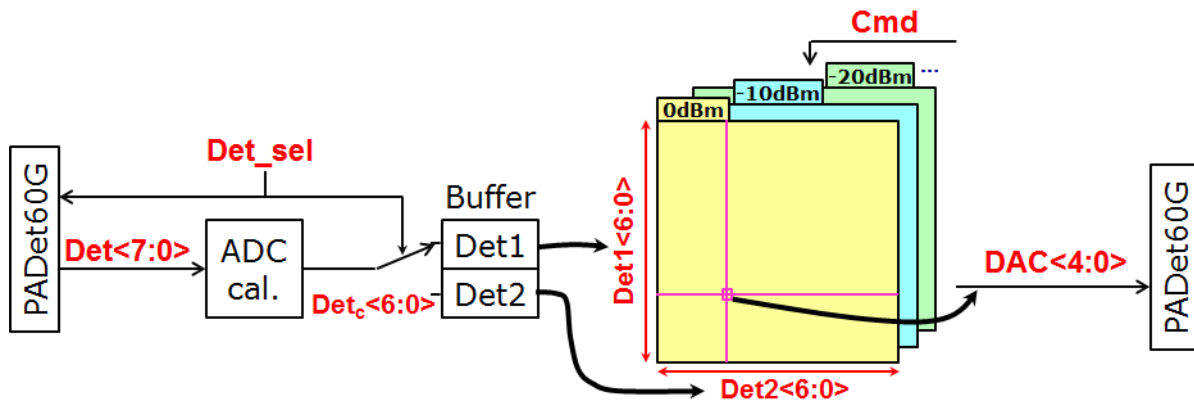 Cmd
-20dBm ...
-10dBm
0dBm
Det_sel
PADet60G
Det<7:0>
ADC
cal.
Buffer
Det1
Det2
Detc<6:0>
Det1<6:0>
Det2<6:0>
DAC<4:0>
PADet60G